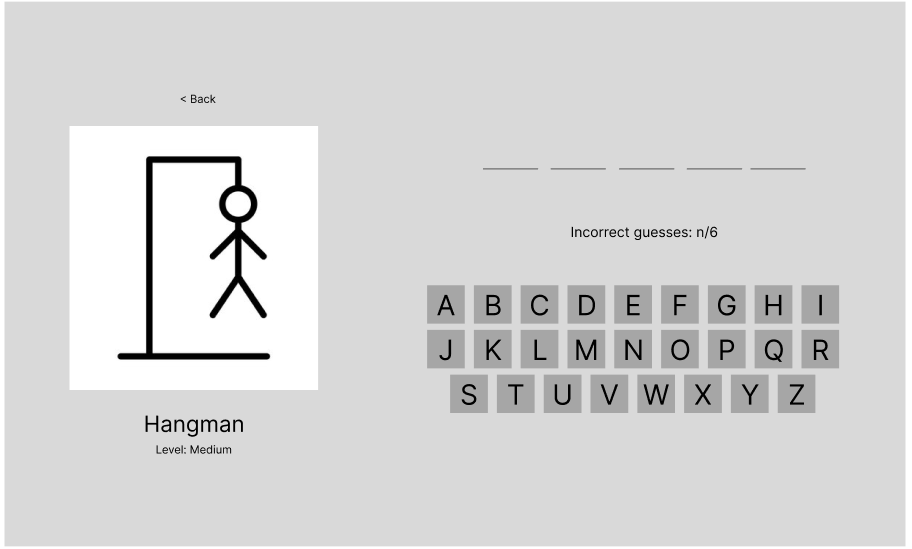 < Back
Hangman
Level: Medium
Incorrect guesses: n/6
A B C D E F G H I
J K L M N O P Q R
S T U V W X Y Z